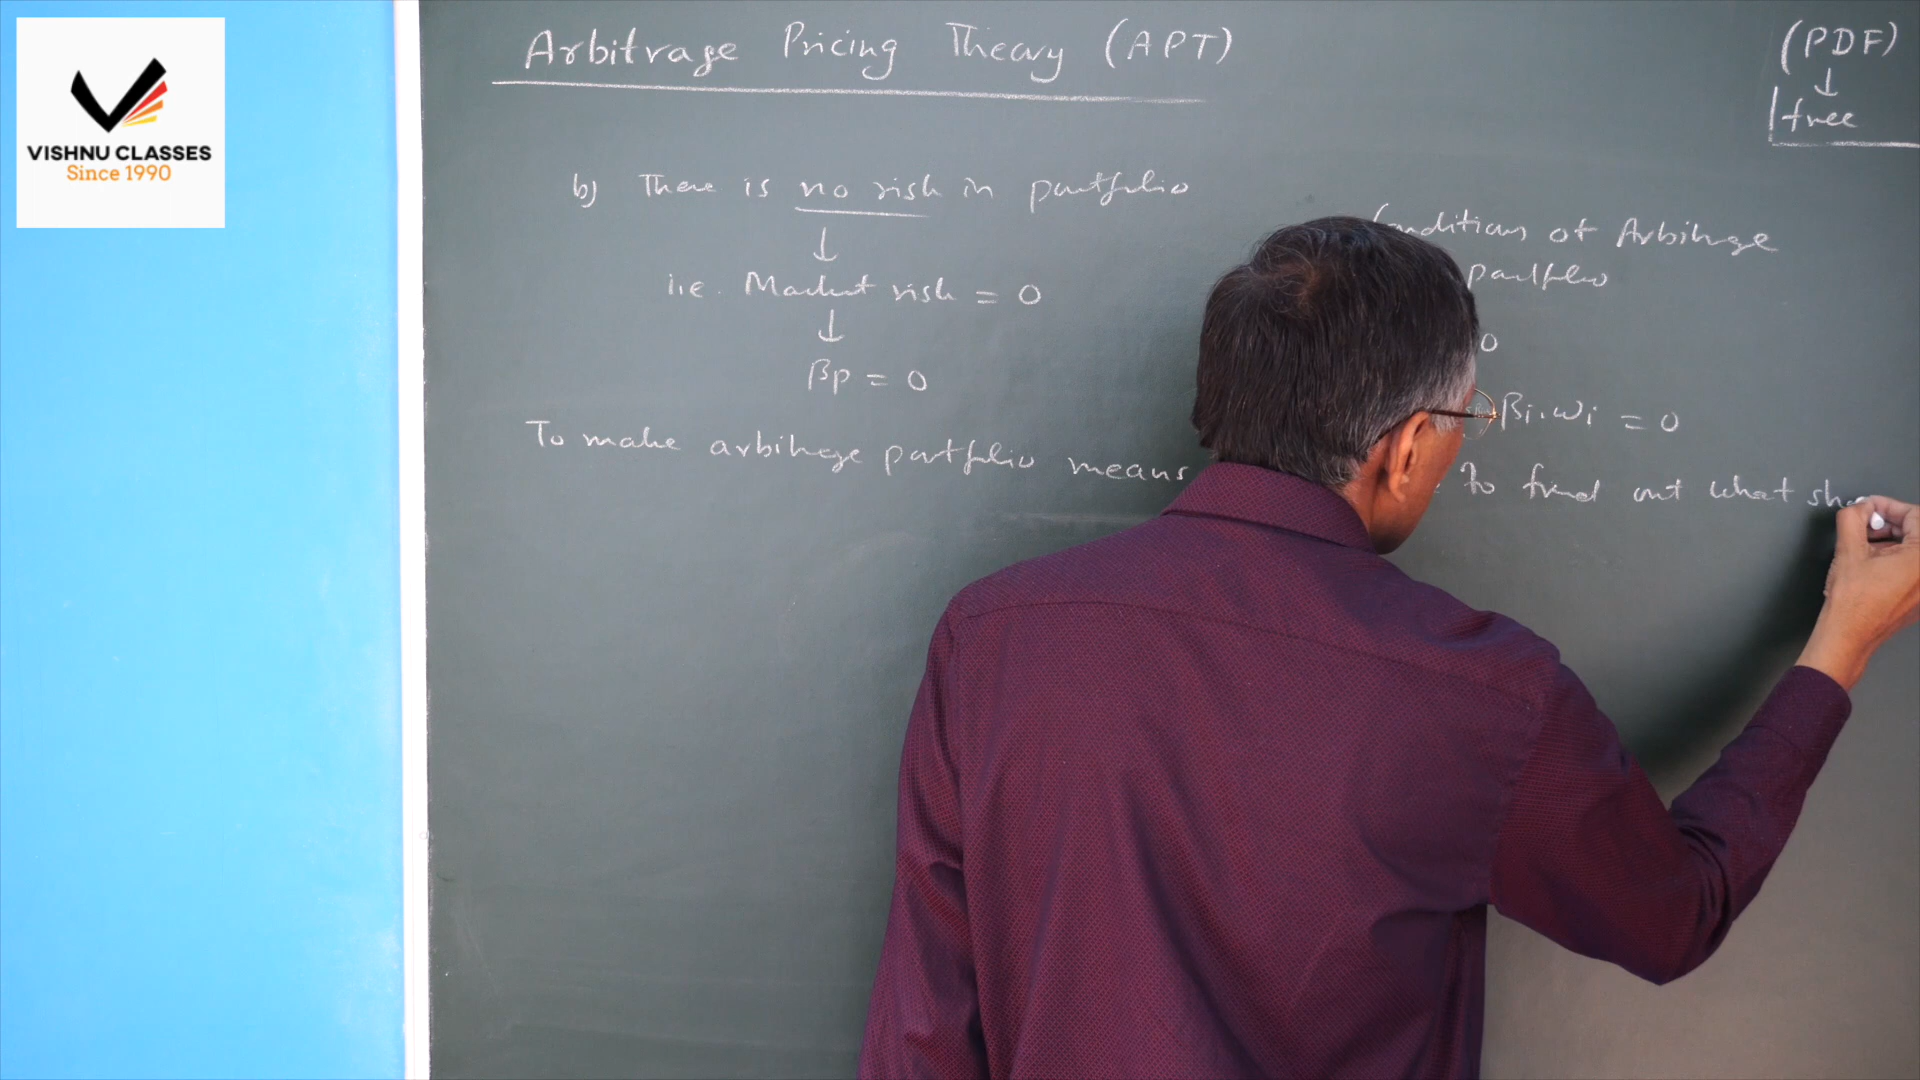 VISHNU CLASSES
Since 1990
Arbitrage Pricing Theory (APT)
(PDF)
↓
free
b) There is no risk in portfolio
↓
i.e. Market risk = 0
↓
βp = 0
Conditions of Arbitrage
portfolio
0
βi.wi = 0
To make arbitrage portfolio means to find out what sh